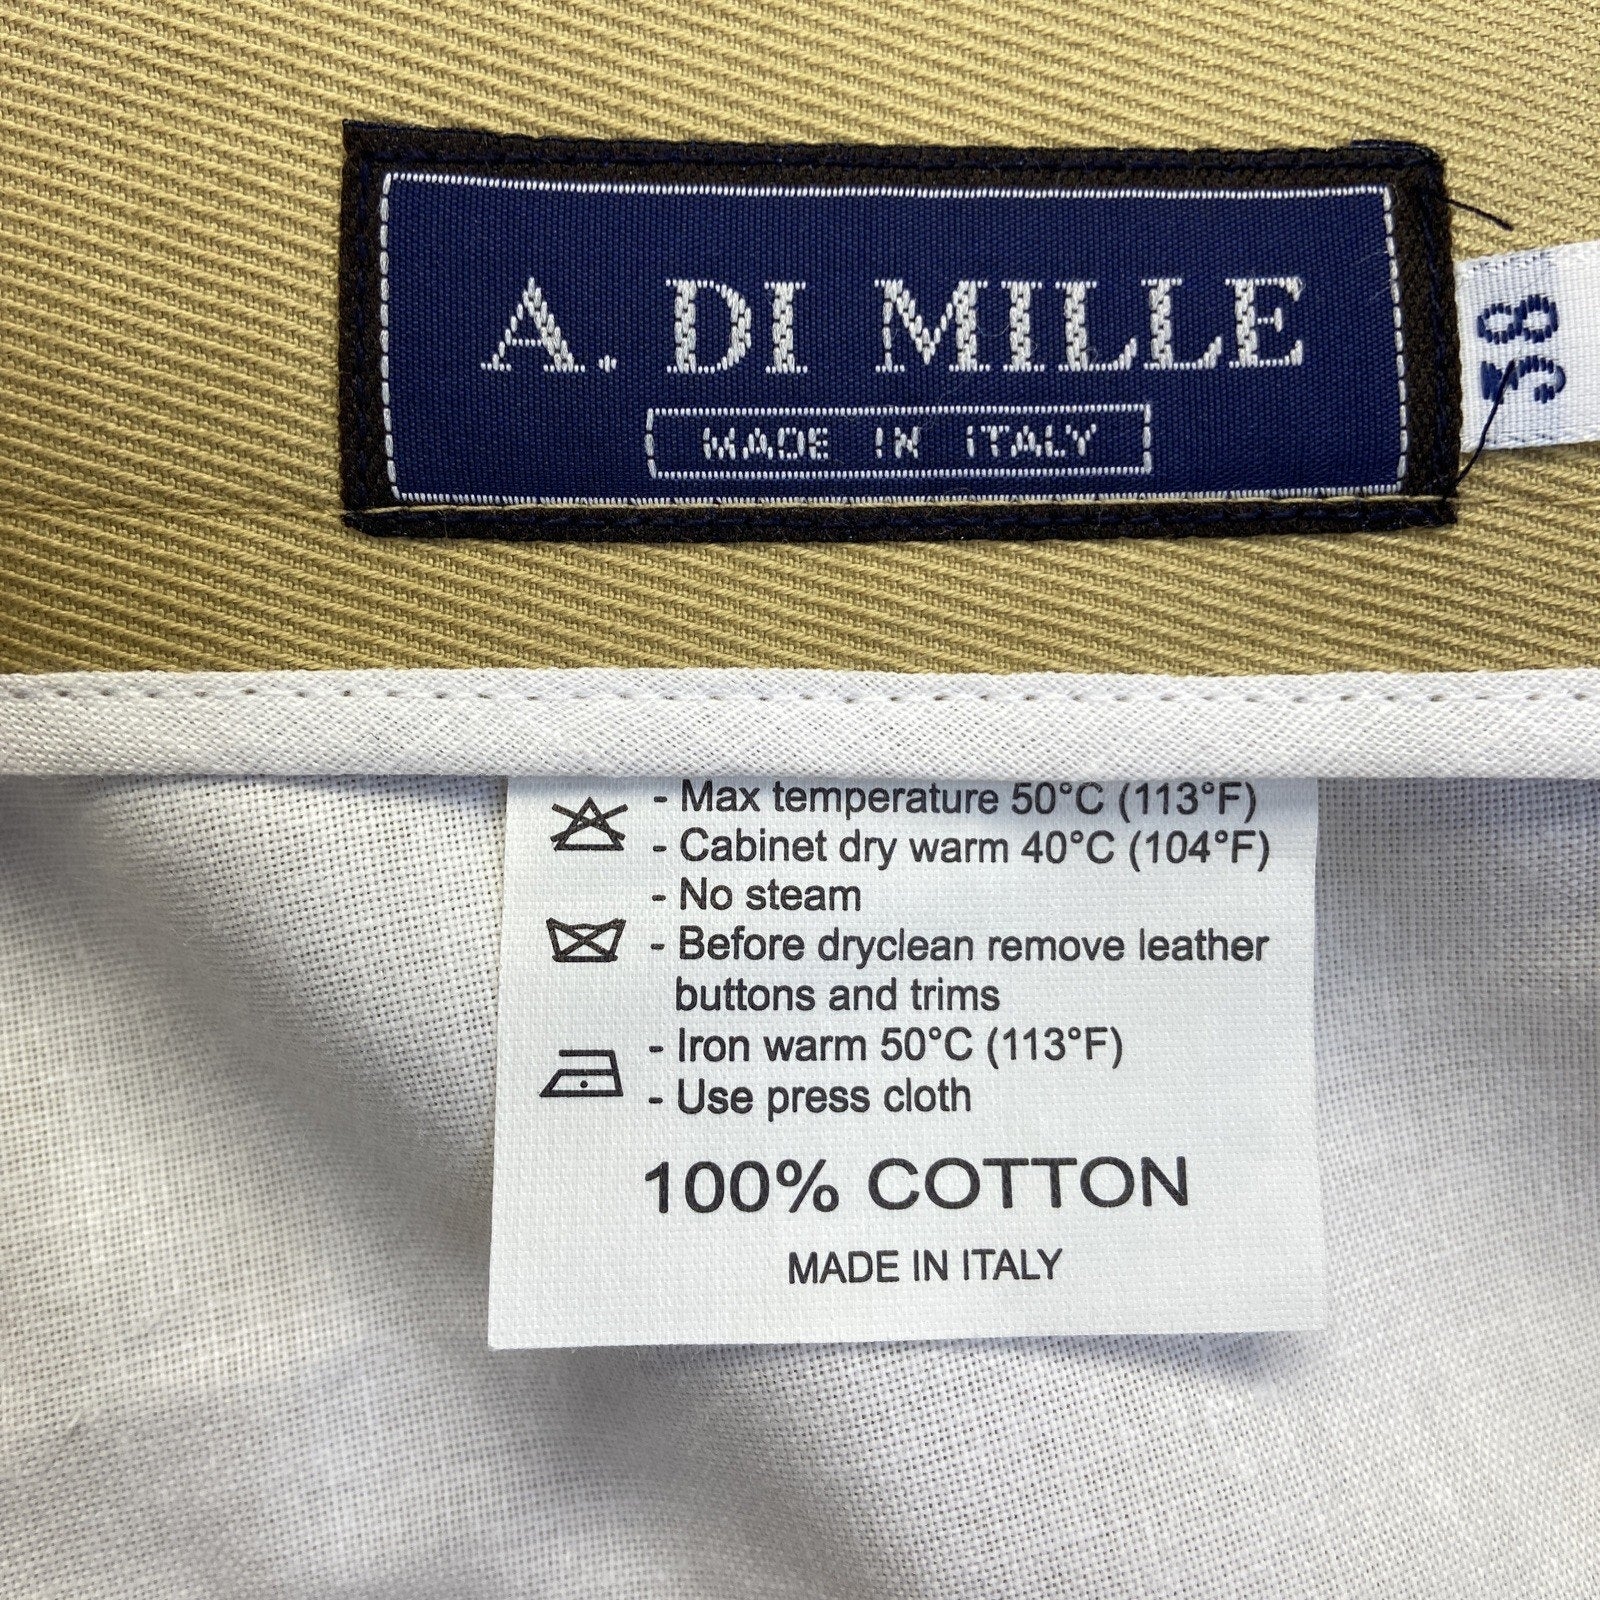 A. DI MILLE
MADE IN ITALY
38
- Max temperature 50°C (113°F)
- Cabinet dry warm 40°C (104°F)
- No steam
- Before dryclean remove leather
buttons and trims
- Iron warm 50°C (113°F)
- Use press cloth
100% COTTON
MADE IN ITALY